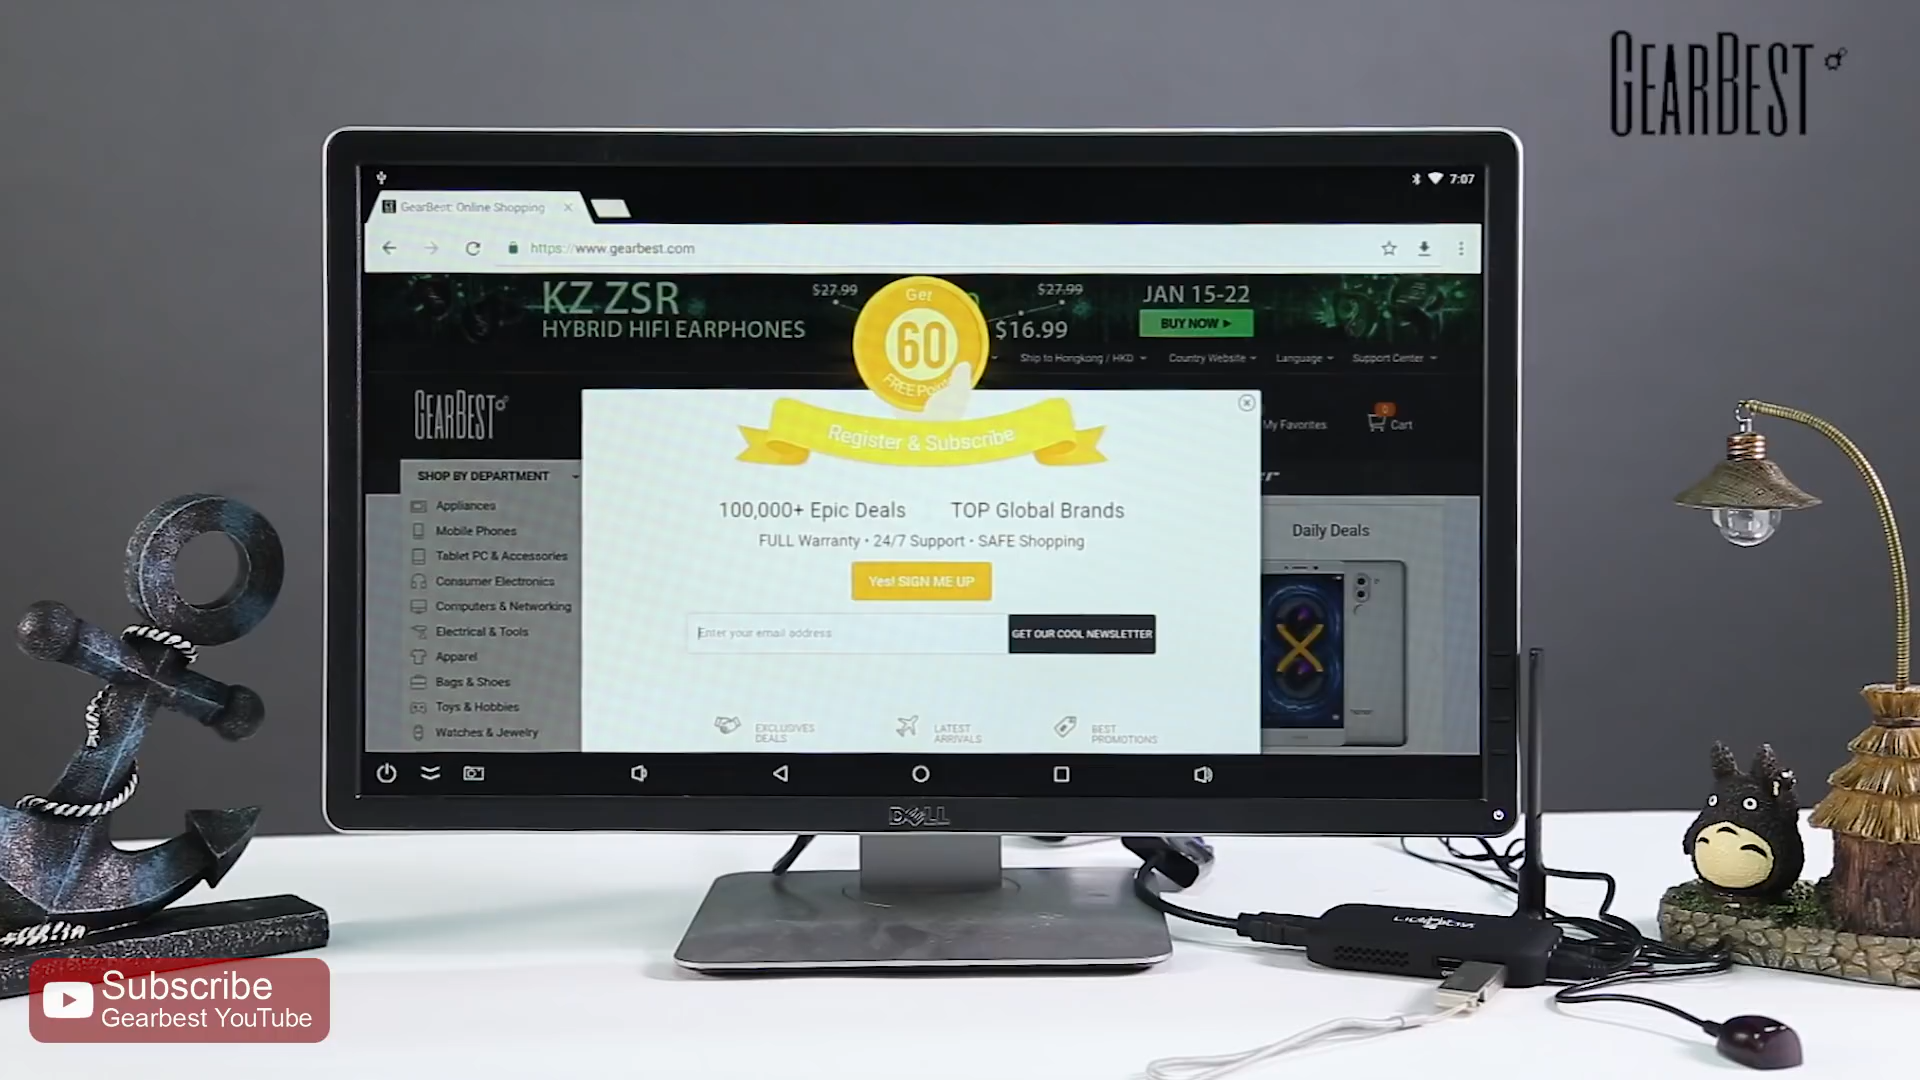 GEARBEST
7:07
GearBest: Online Shopping
https://www.gearbest.com
KZ ZSR
HYBRID HIFI EARPHONES
$27.99
$27.99
$16.99
JAN 15-22
BUY NOW
Get
60
FREE Points
Ship to Hongkong / HKD
Country Website
Language
Support Center
GEARBEST
My Favorites
0
Cart
Register & Subscribe
SHOP BY DEPARTMENT
Appliances
Mobile Phones
Tablet PC & Accessories
Consumer Electronics
Computers & Networking
Electrical & Tools
Apparel
Bags & Shoes
Toys & Hobbies
Watches & Jewelry
100,000+ Epic Deals
TOP Global Brands
FULL Warranty • 24/7 Support • SAFE Shopping
Yes! SIGN ME UP
Enter your email address
GET OUR COOL NEWSLETTER
EXCLUSIVES
DEALS
LATEST
ARRIVALS
BEST
PROMOTIONS
Daily Deals
DELL
Subscribe
Gearbest YouTube